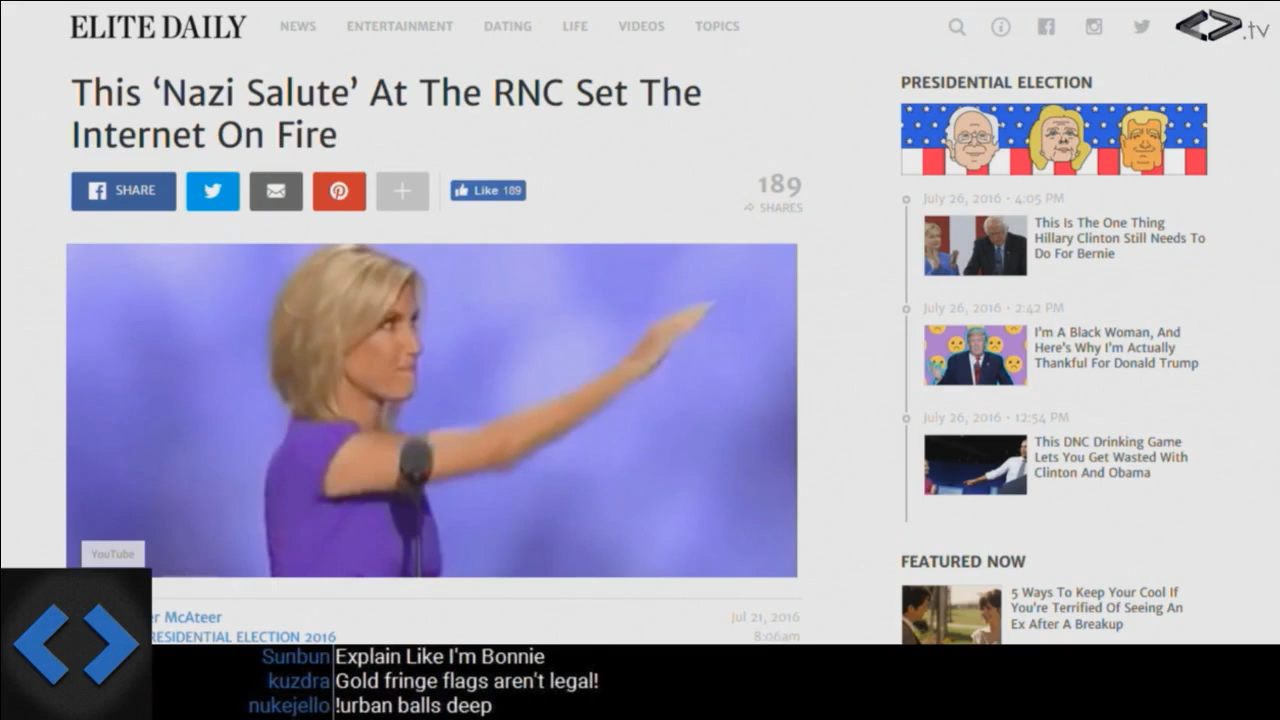 ELITE DAILY
NEWS
ENTERTAINMENT
DATING
LIFE
VIDEOS
TOPICS
.tv
This ‘Nazi Salute’ At The RNC Set The
Internet On Fire
SHARE
Like 189
189
SHARES
YouTube
er McAteer
RESIDENTIAL ELECTION 2016
Jul 21, 2016
8:06am
PRESIDENTIAL ELECTION
July 26, 2016 • 4:05 PM
This Is The One Thing
Hillary Clinton Still Needs To
Do For Bernie
July 26, 2016 • 2:42 PM
I'm A Black Woman, And
Here's Why I'm Actually
Thankful For Donald Trump
July 26, 2016 • 12:54 PM
This DNC Drinking Game
Lets You Get Wasted With
Clinton And Obama
FEATURED NOW
5 Ways To Keep Your Cool If
You're Terrified Of Seeing An
Ex After A Breakup
Sunbun Explain Like I'm Bonnie
kuzdra Gold fringe flags aren't legal!
nukejello !urban balls deep